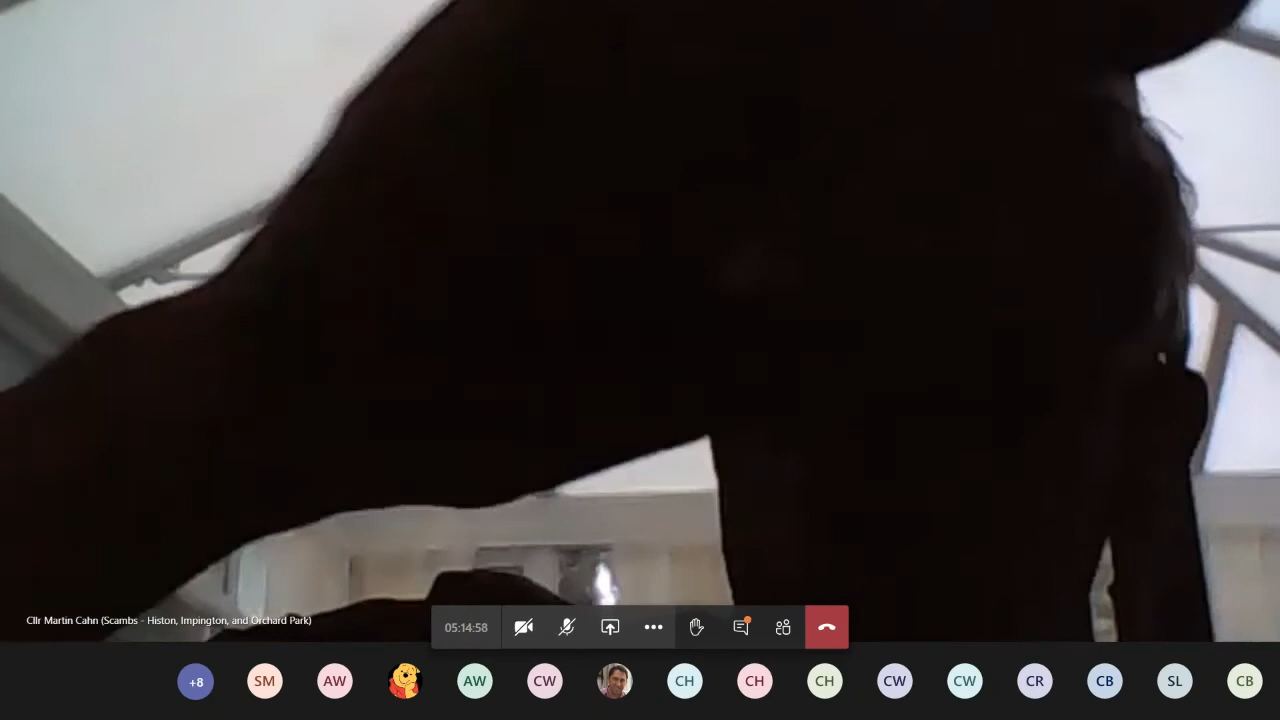 Cllr Martin Cahn (Scambs - Histon, Impington, and Orchard Park)
05:14:58
+8 SM AW AW CW CH CH CH CW CW CR CB SL CB